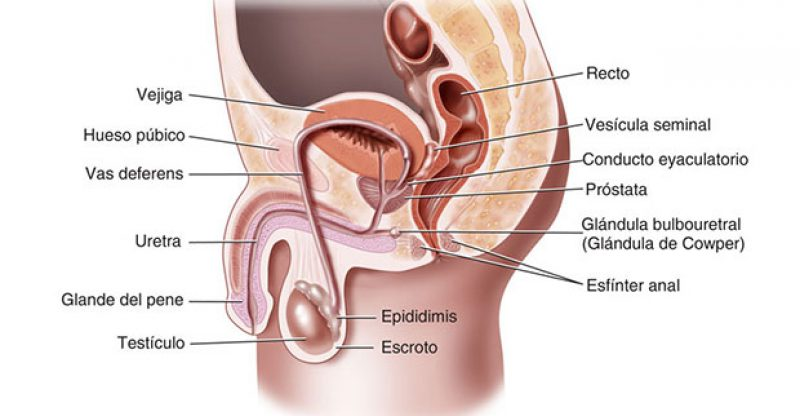 Vejiga
Hueso púbico
Vas deferens
Uretra
Glande del pene
Testículo
Epididimis
Escroto
Recto
Vesícula seminal
Conducto eyaculatorio
Próstata
Glándula bulbouretral
(Glándula de Cowper)
Esfínter anal